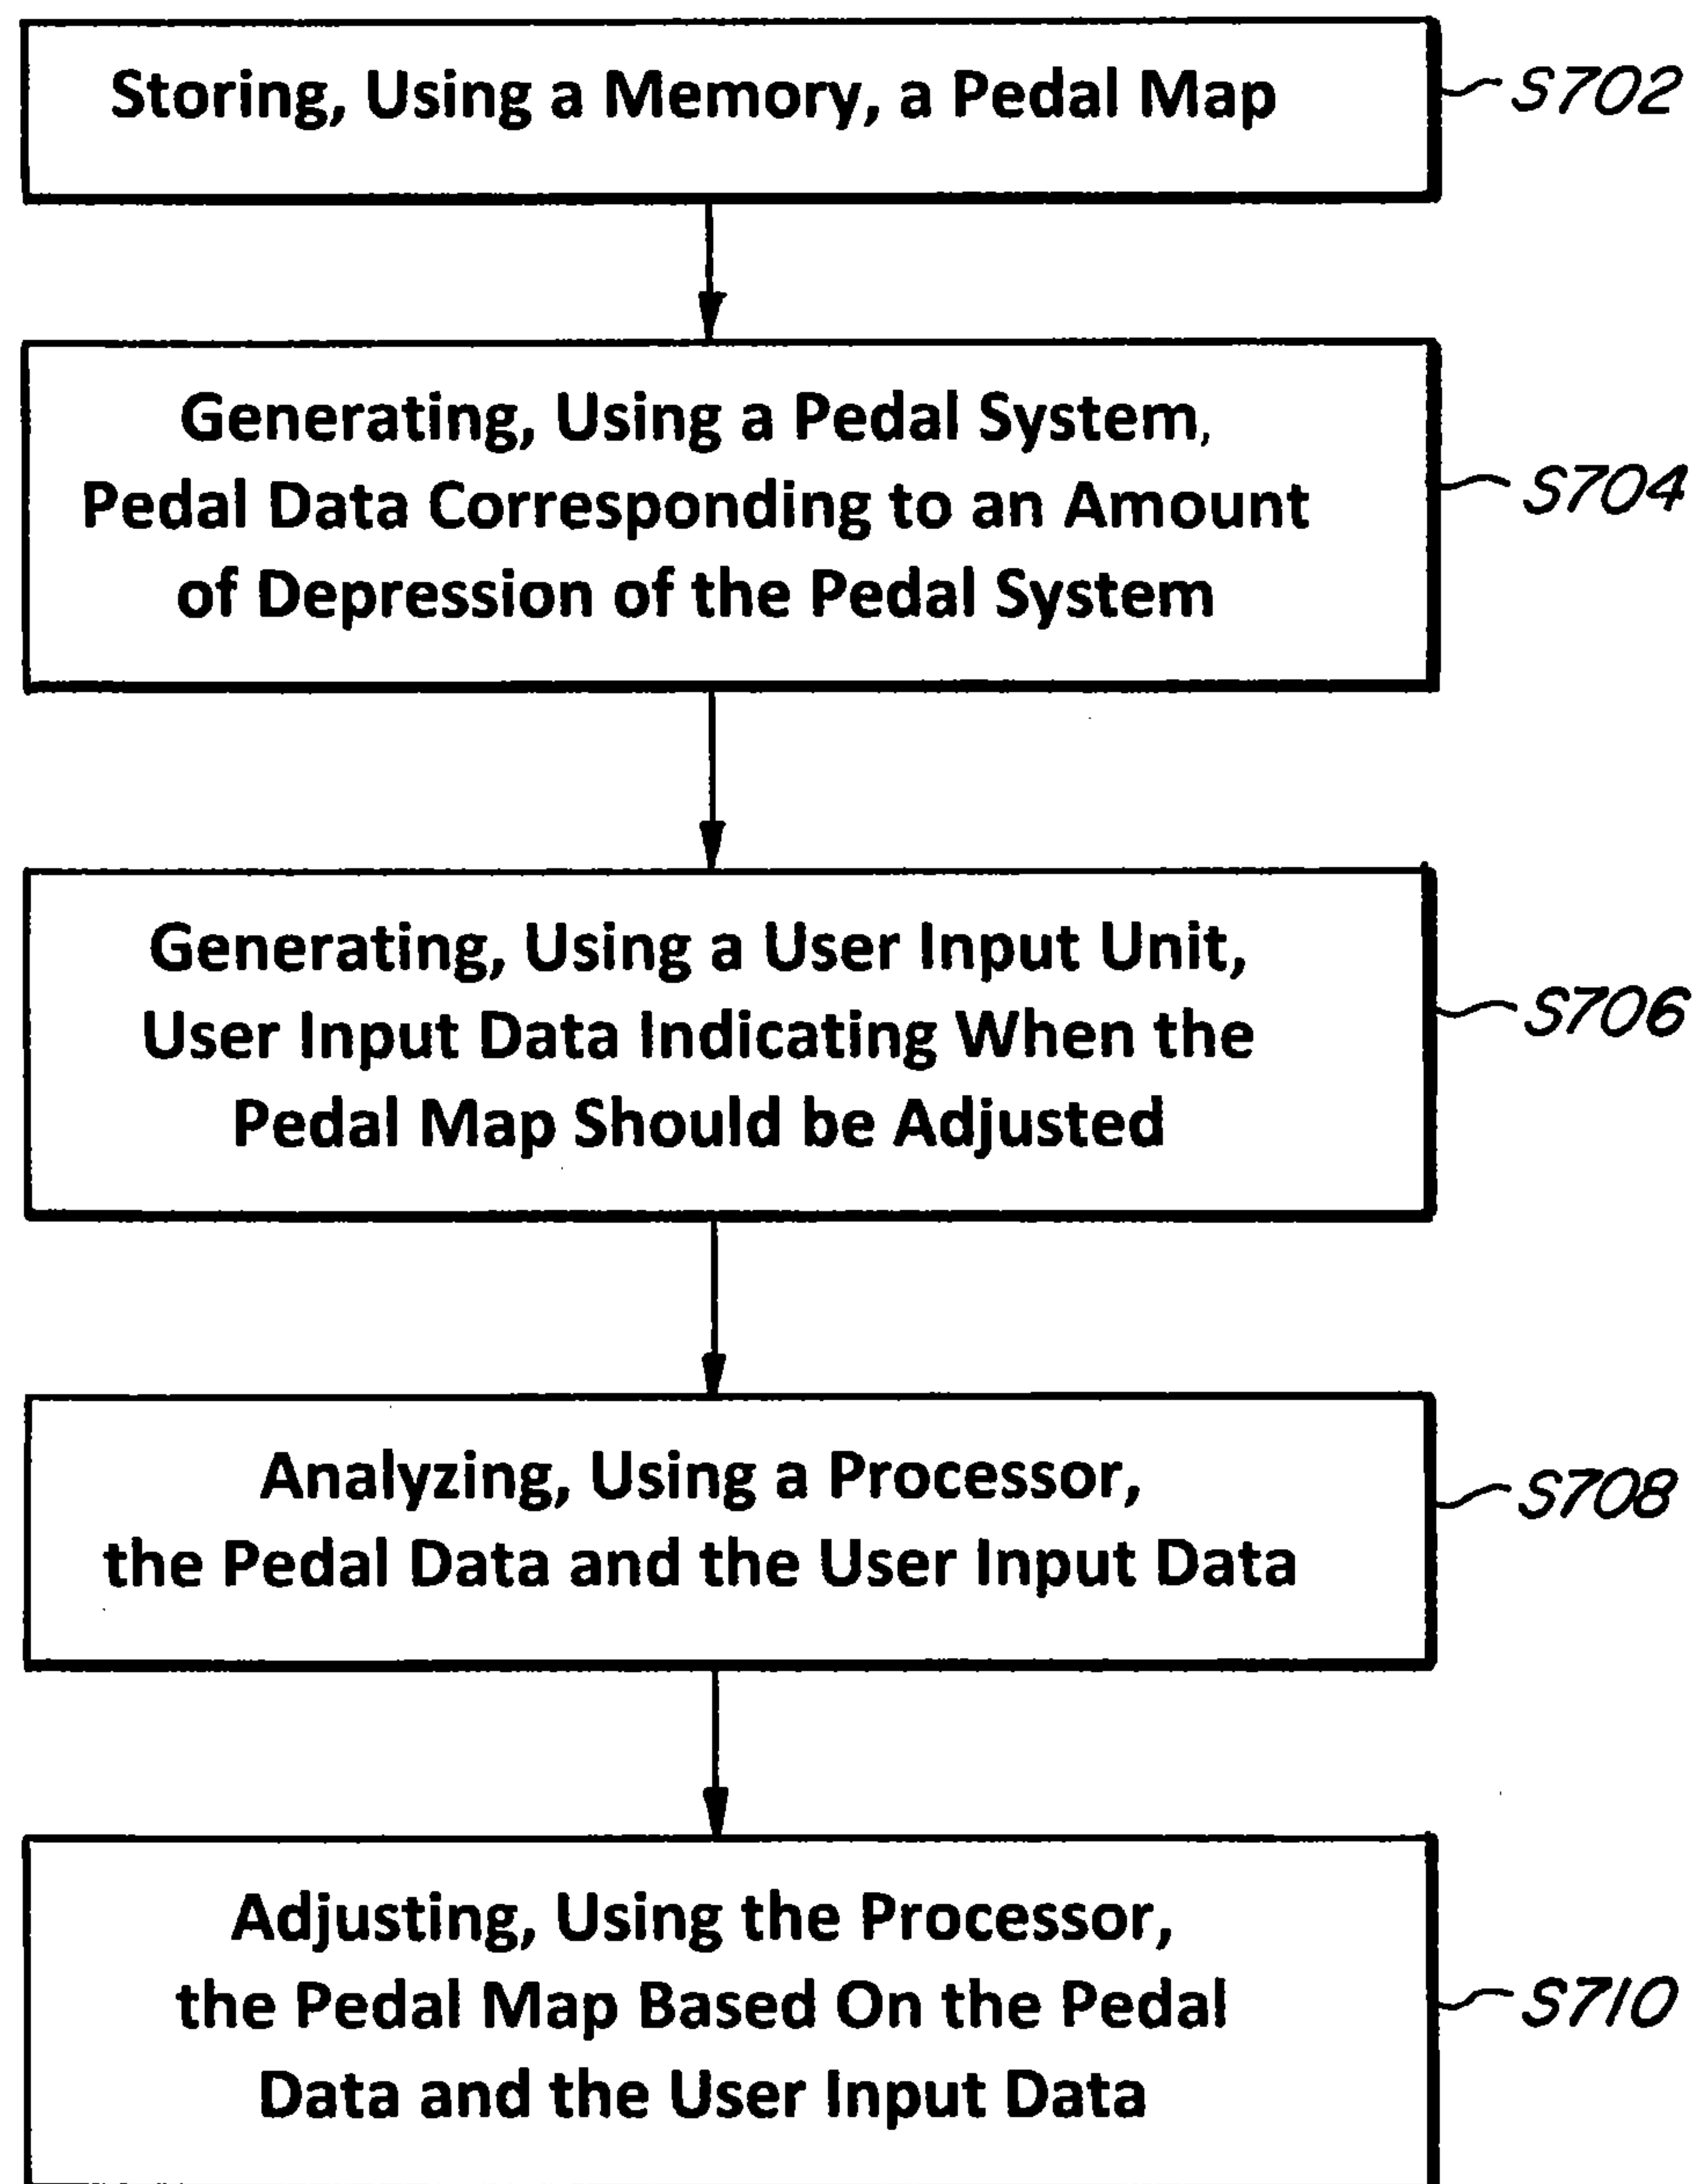 Storing, Using a Memory, a Pedal Map
S702
Generating, Using a Pedal System,
Pedal Data Corresponding to an Amount
of Depression of the Pedal System
S704
Generating, Using a User Input Unit,
User Input Data Indicating When the
Pedal Map Should be Adjusted
S706
Analyzing, Using a Processor,
the Pedal Data and the User Input Data
S708
Adjusting, Using the Processor,
the Pedal Map Based On the Pedal
Data and the User Input Data
S710